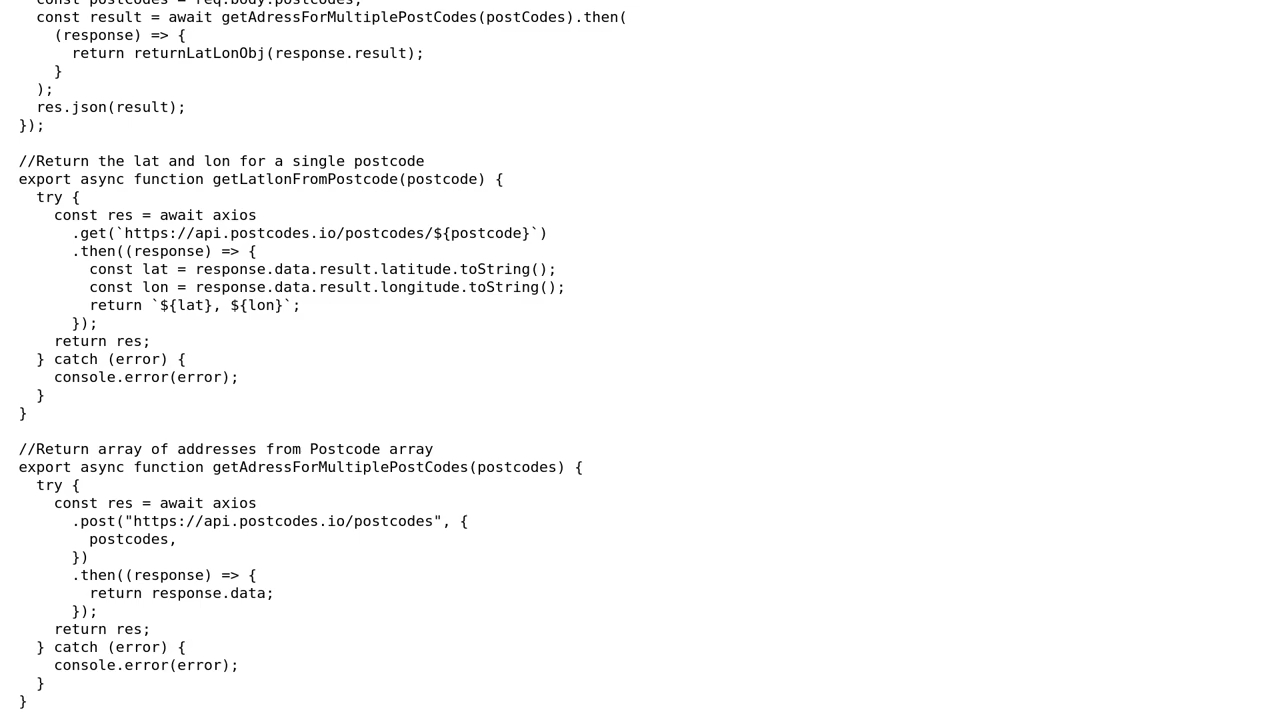 const postCodes = req.body.postCodes;
  const result = await getAdressForMultiplePostCodes(postCodes).then(
    (response) => {
      return returnLatLonObj(response.result);
    }
  );
  res.json(result);
});

//Return the lat and lon for a single postcode
export async function getLatlonFromPostcode(postcode) {
  try {
    const res = await axios
      .get(`https://api.postcodes.io/postcodes/${postcode}`)
      .then((response) => {
        const lat = response.data.result.latitude.toString();
        const lon = response.data.result.longitude.toString();
        return `${lat}, ${lon}`;
      });
    return res;
  } catch (error) {
    console.error(error);
  }
}

//Return array of addresses from Postcode array
export async function getAdressForMultiplePostCodes(postcodes) {
  try {
    const res = await axios
      .post("https://api.postcodes.io/postcodes", {
        postcodes,
      })
      .then((response) => {
        return response.data;
      });
    return res;
  } catch (error) {
    console.error(error);
  }
}